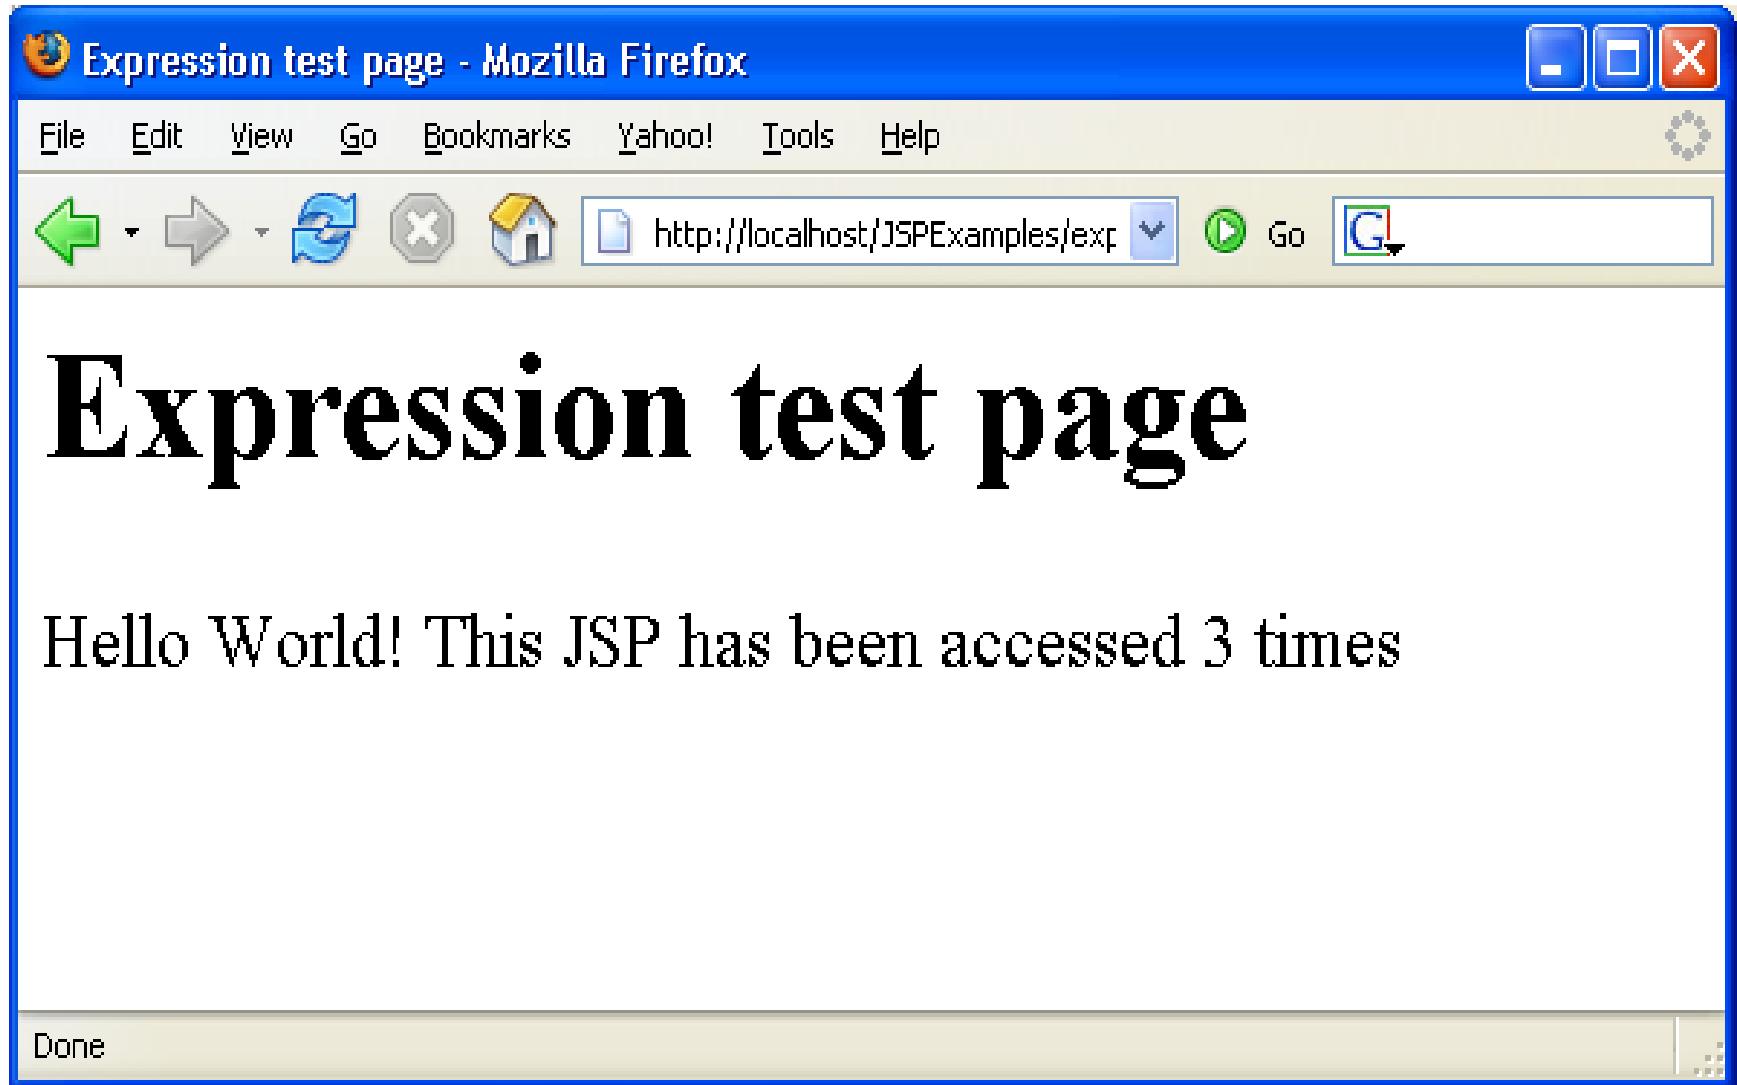 Expression test page - Mozilla Firefox
File Edit View Go Bookmarks Yahoo! Tools Help
http://localhost/JSPExamples/exp Go G
Expression test page
Hello World! This JSP has been accessed 3 times
Done